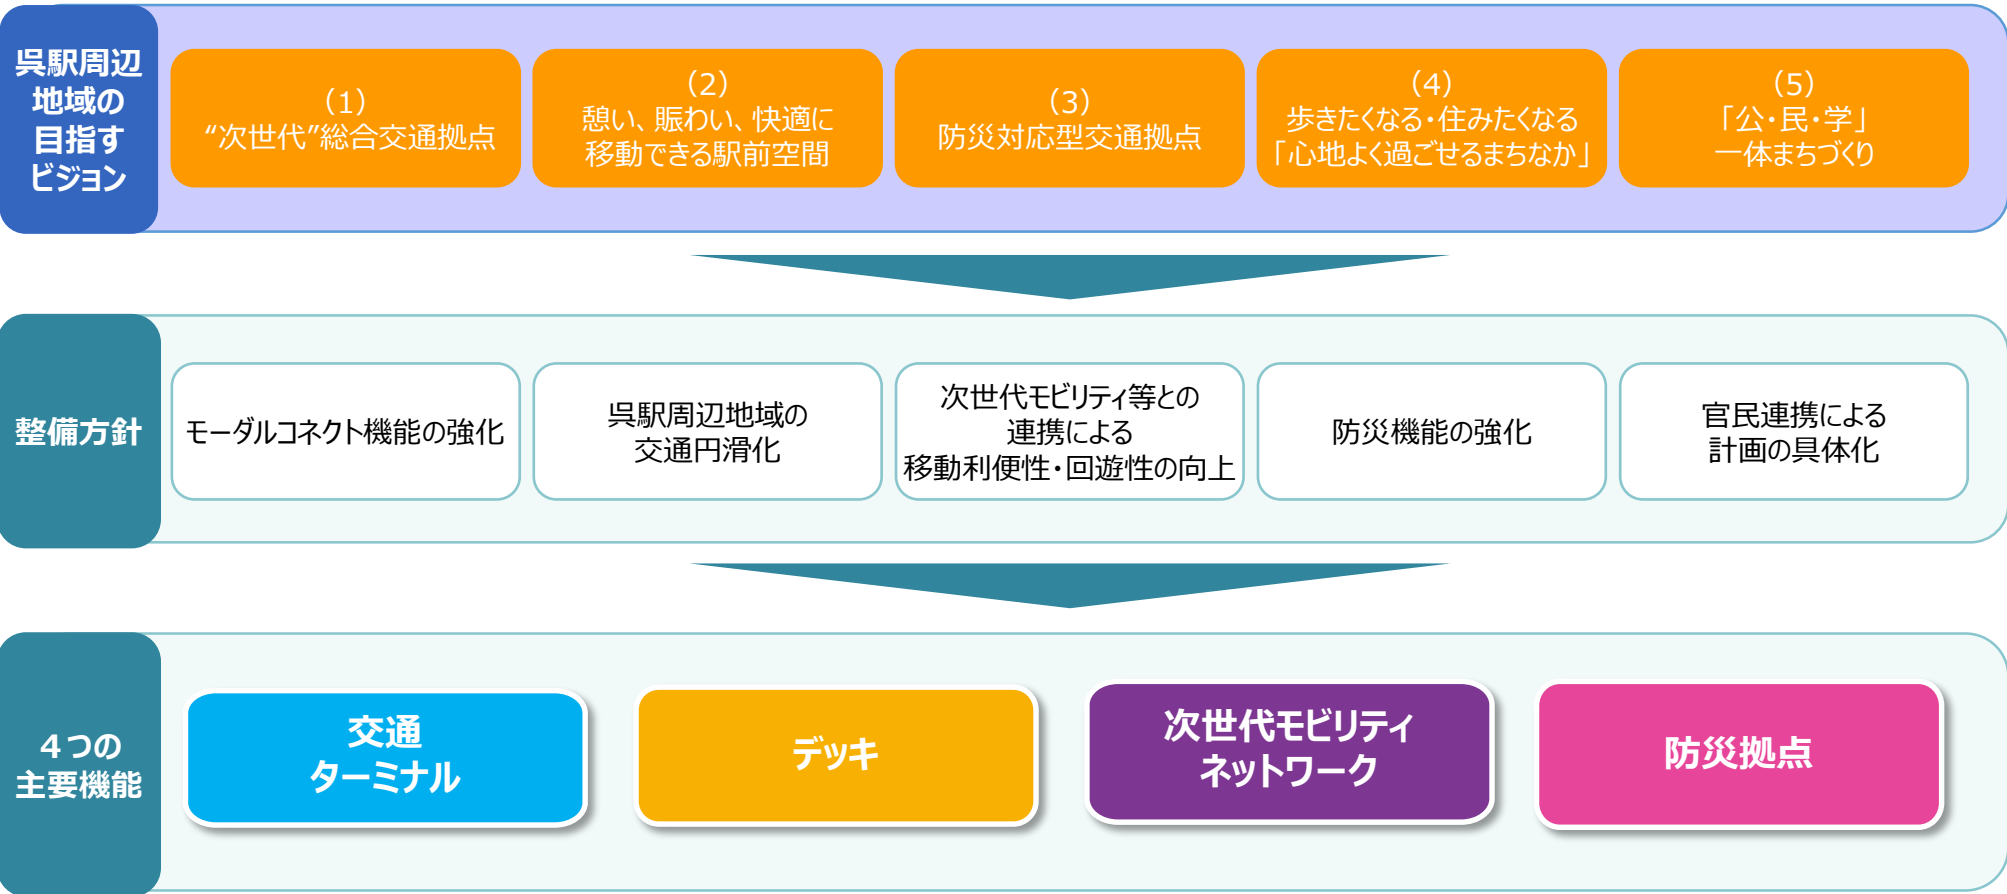 呉駅周辺
地域の
目指す
ビジョン
（1）
“次世代”総合交通拠点
（2）
憩い、賑わい、快適に
移動できる駅前空間
（3）
防災対応型交通拠点
（4）
歩きたくなる・住みたくなる
「心地よく過ごせるまちなか」
（5）
「公・民・学」
一体まちづくり
整備方針
モーダルコネクト機能の強化
呉駅周辺地域の
交通円滑化
次世代モビリティ等との
連携による
移動利便性・回遊性の向上
防災機能の強化
官民連携による
計画の具体化
４つの
主要機能
交通
ターミナル
デッキ
次世代モビリティ
ネットワーク
防災拠点